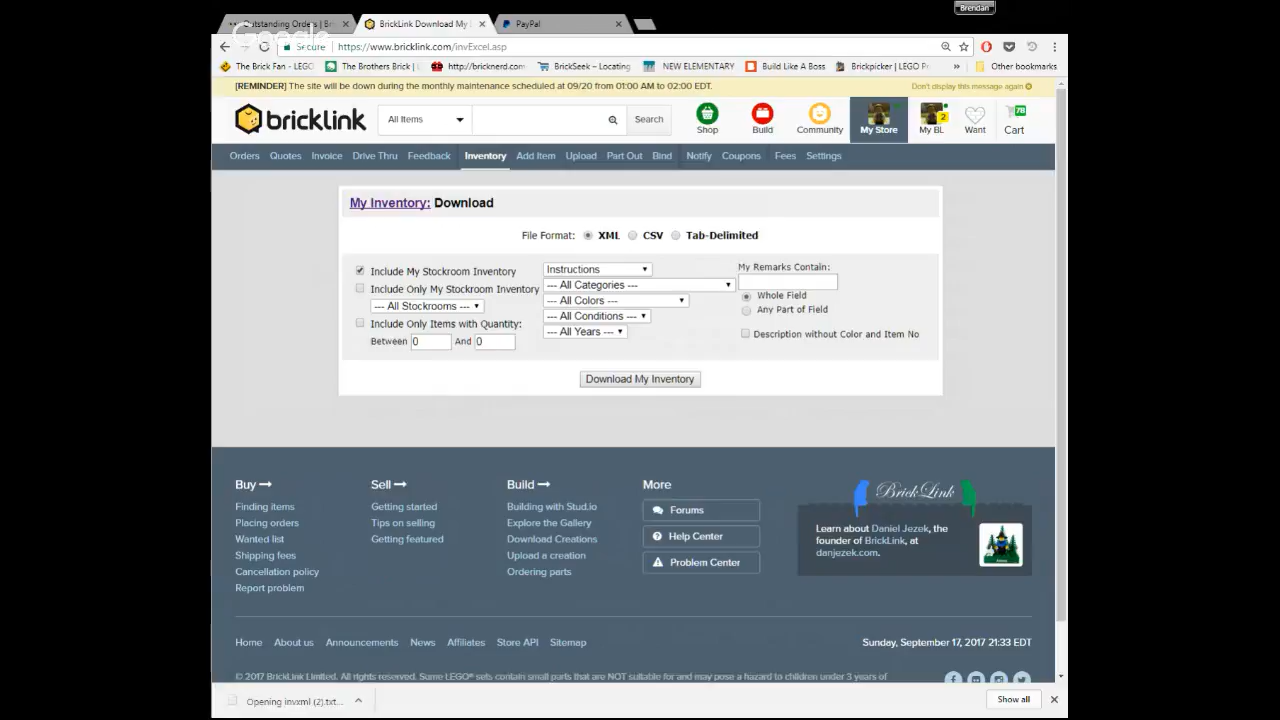 Brendan
Outstanding Orders | Br
BrickLink Download My
PayPal
Google
Secure
https://www.bricklink.com/invExcel.asp
The Brick Fan - LEGO
The Brothers Brick |
http://bricknerd.com
BrickSeek – Locating
NEW ELEMENTARY
Build Like A Boss
Brickpicker | LEGO Pr
»
Other bookmarks
[REMINDER] The site will be down during the monthly maintenance scheduled at 09/20 from 01:00 AM to 02:00 EDT.
Don't display this message again
bricklink
All Items
Search
Shop
Build
Community
My Store
2
My BL
Want
78
Cart
Orders Quotes Invoice Drive Thru Feedback Inventory Add Item Upload Part Out Bind Notify Coupons Fees Settings
My Inventory: Download
File Format: XML CSV Tab-Delimited
Include My Stockroom Inventory
Include Only My Stockroom Inventory
--- All Stockrooms ---
Include Only Items with Quantity:
Between 0 And 0
Instructions
--- All Categories ---
--- All Colors ---
--- All Conditions ---
--- All Years ---
My Remarks Contain:
Whole Field
Any Part of Field
Description without Color and Item No
Download My Inventory
Buy
Finding items
Placing orders
Wanted list
Shipping fees
Cancellation policy
Report problem
Sell
Getting started
Tips on selling
Getting featured
Build
Building with Stud.io
Explore the Gallery
Download Creations
Upload a creation
Ordering parts
More
Forums
Help Center
Problem Center
BrickLink
Learn about Daniel Jezek, the
founder of BrickLink, at
danjezek.com.
Home About us Announcements News Affiliates Store API Sitemap
Sunday, September 17, 2017 21:33 EDT
© 2017 BrickLink Limited. All rights reserved. Some LEGO® sets contain small parts that are NOT suitable for and may pose a hazard to children under 3 years of
Opening invxml (2).txt...
Show all